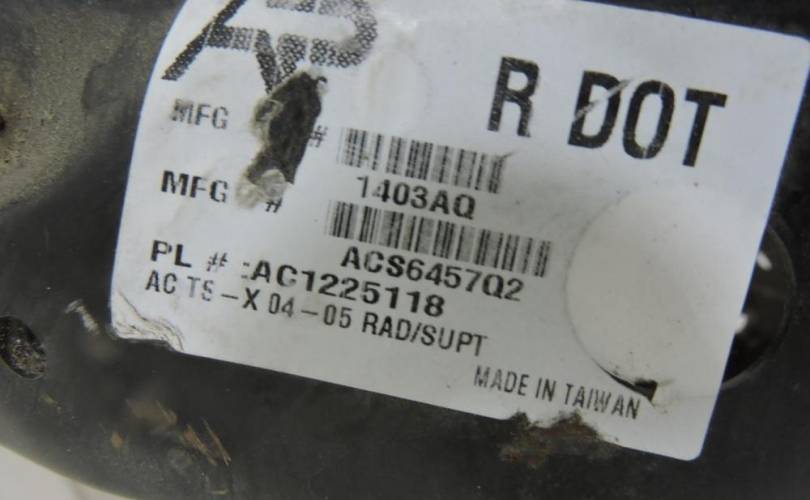 R DOT
MFG #
1403AQ
MFG #
ACS6457Q2
PL # :AC1225118
AC TS-X 04-05 RAD/SUPT
MADE IN TAIWAN